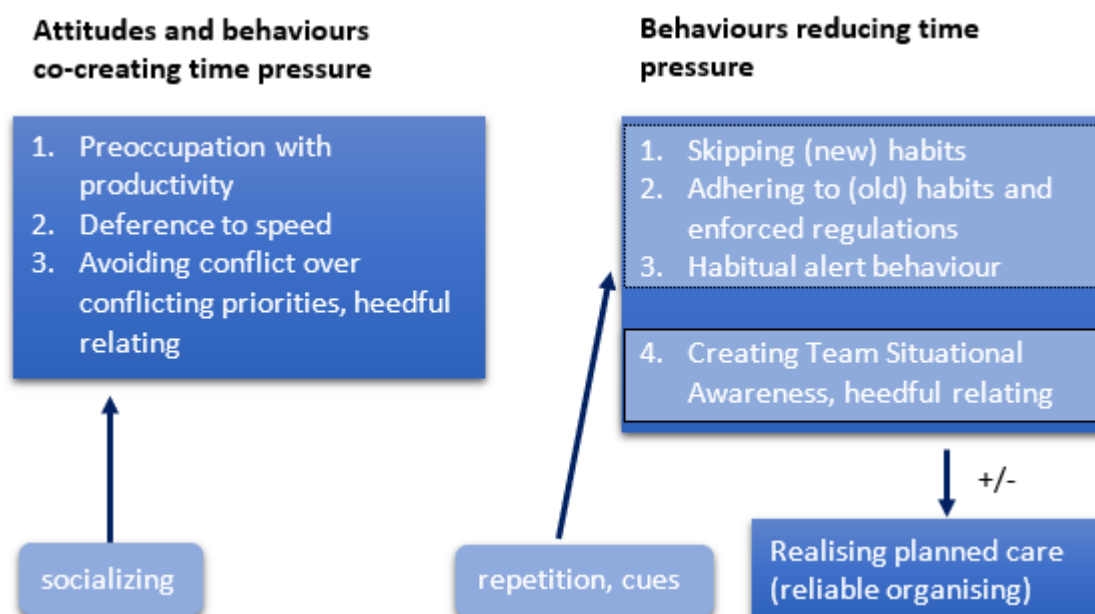 Attitudes and behaviours
co-creating time pressure
1. Preoccupation with
productivity
2. Deference to speed
3. Avoiding conflict over
conflicting priorities, heedful
relating
socializing
Behaviours reducing time
pressure
1. Skipping (new) habits
2. Adhering to (old) habits and
enforced regulations
3. Habitual alert behaviour
4. Creating Team Situational
Awareness, heedful relating
repetition, cues
+/-
Realising planned care
(reliable organising)